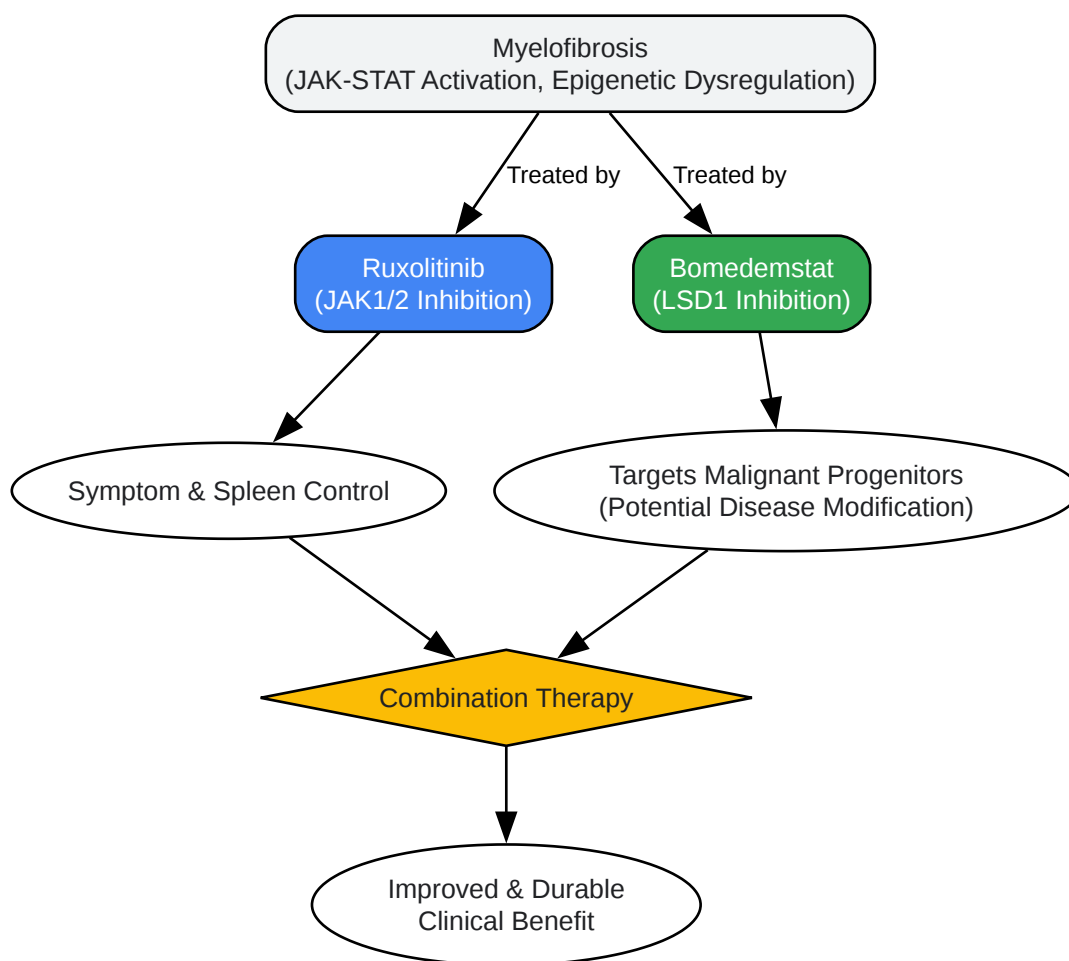 Myelofibrosis
(JAK-STAT Activation, Epigenetic Dysregulation)
Treated by
Treated by
Ruxolitinib
(JAK1/2 Inhibition)
Bomedemstat
(LSD1 Inhibition)
Symptom & Spleen Control
Targets Malignant Progenitors
(Potential Disease Modification)
Combination Therapy
Improved & Durable
Clinical Benefit